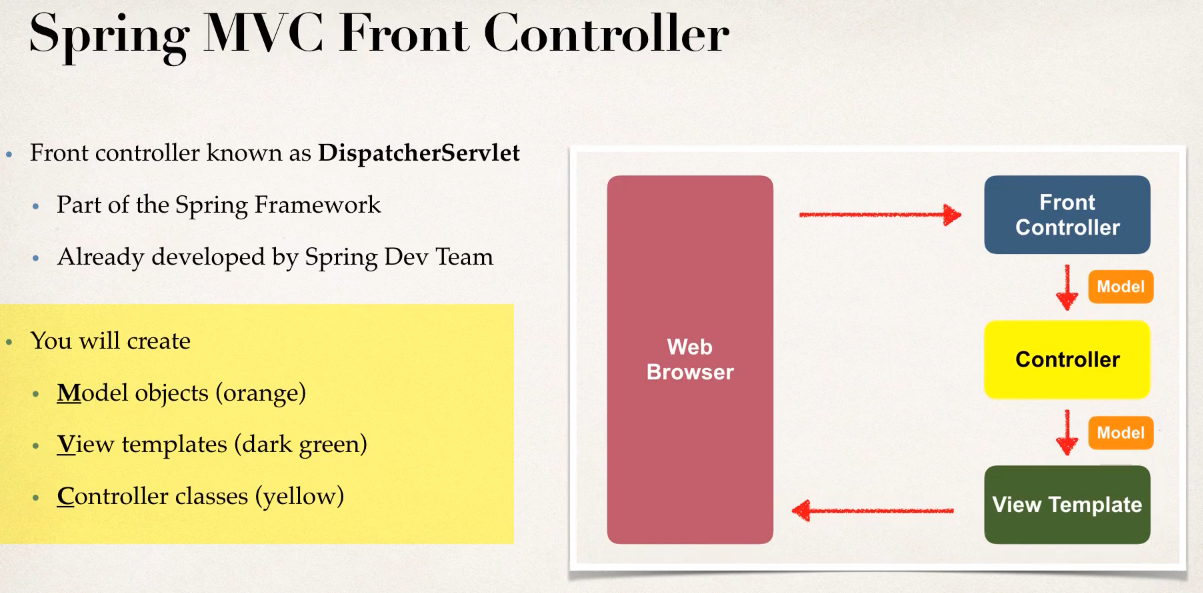 Spring MVC Front Controller
Front controller known as DispatcherServlet
Part of the Spring Framework
Already developed by Spring Dev Team
You will create
Model objects (orange)
View templates (dark green)
Controller classes (yellow)
Web
Browser
Front
Controller
Model
Controller
Model
View Template